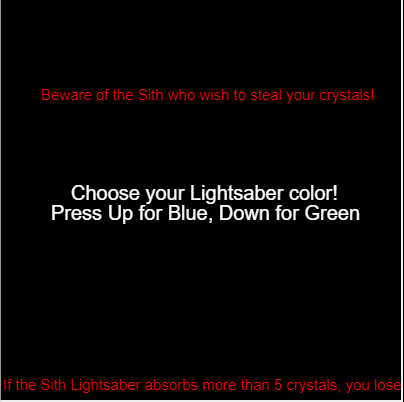 Beware of the Sith who wish to steal your crystals!
Choose your Lightsaber color!
Press Up for Blue, Down for Green
If the Sith Lightsaber absorbs more than 5 crystals, you lose